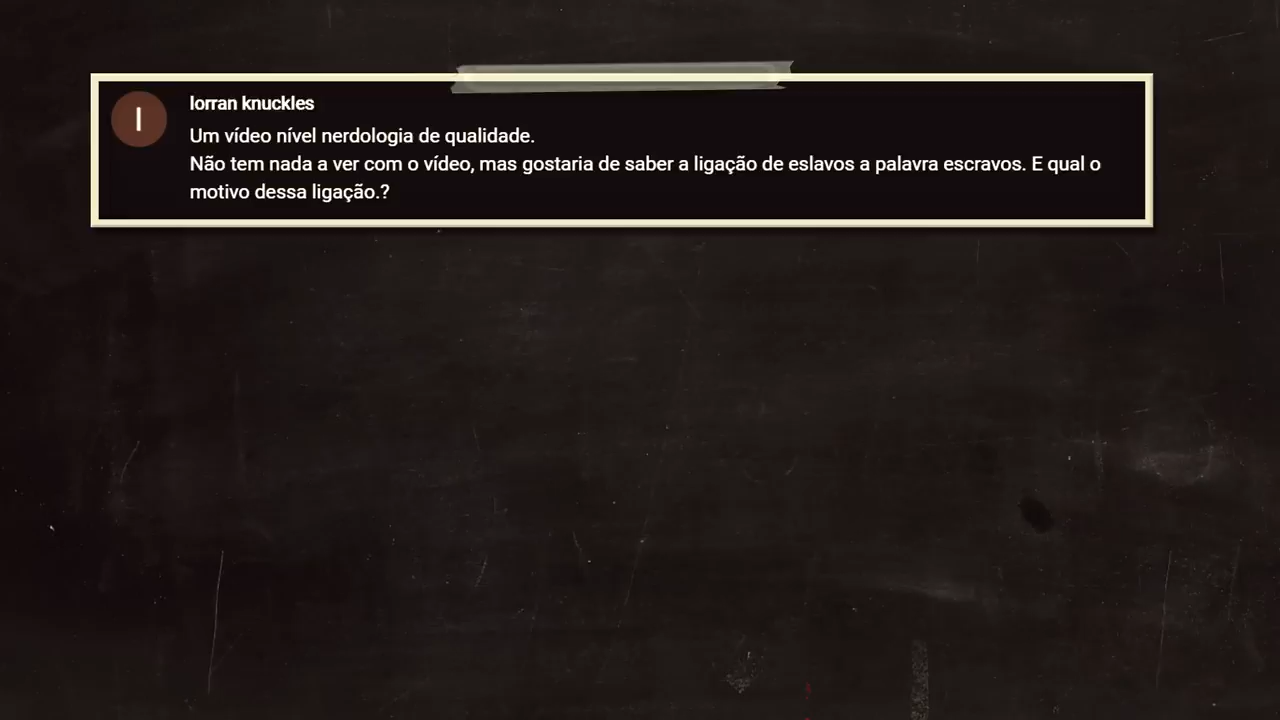 I
lorran knuckles
Um vídeo nível nerdologia de qualidade.
Não tem nada a ver com o vídeo, mas gostaria de saber a ligação de eslavos a palavra escravos. E qual o
motivo dessa ligação.?